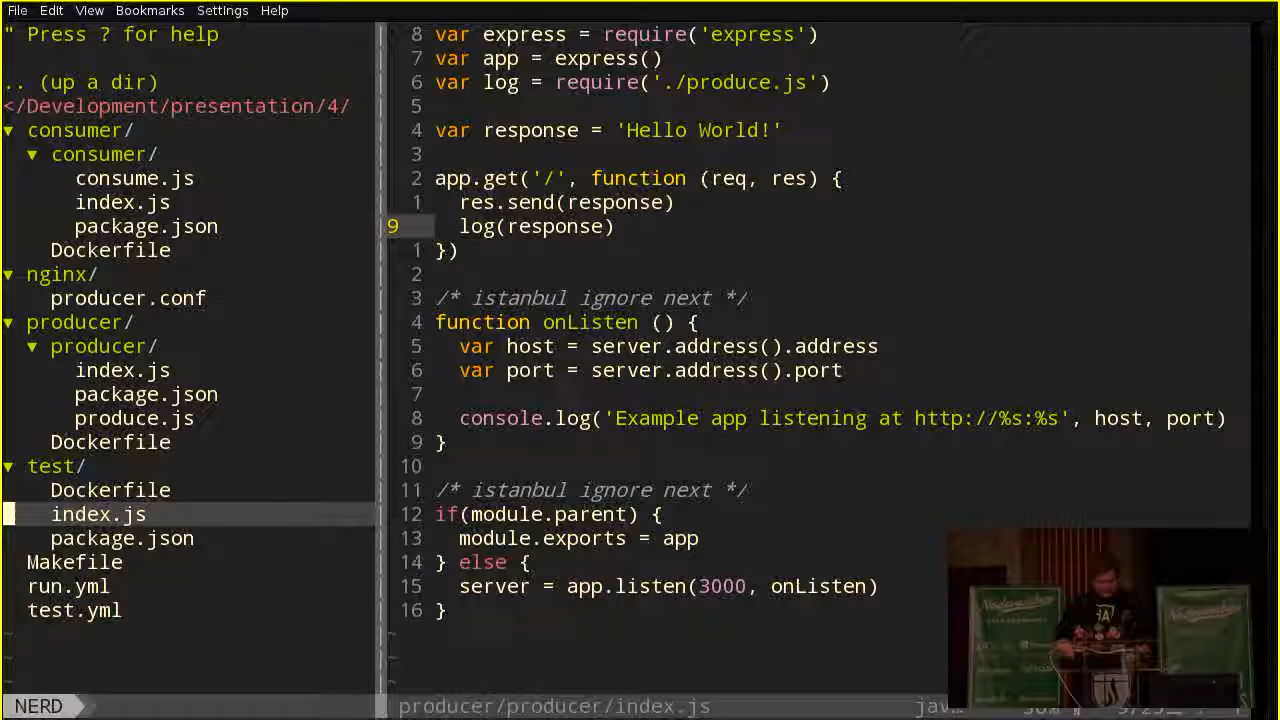 File Edit View Bookmarks Settings Help
" Press ? for help
.. (up a dir)
</Development/presentation/4/
▼ consumer/
▼ consumer/
consume.js
index.js
package.json
Dockerfile
▼ nginx/
producer.conf
▼ producer/
▼ producer/
index.js
package.json
produce.js
Dockerfile
▼ test/
Dockerfile
index.js
package.json
Makefile
run.yml
test.yml
~
~
~
NERD
8 var express = require('express')
7 var app = express()
6 var log = require('./produce.js')
5
4 var response = 'Hello World!'
3
2 app.get('/', function (req, res) {
1   res.send(response)
9   log(response)
1 })
2
3 /* istanbul ignore next */
4 function onListen () {
5   var host = server.address().address
6   var port = server.address().port
7
8   console.log('Example app listening at http://%s:%s', host, port)
9 }
10
11 /* istanbul ignore next */
12 if(module.parent) {
13   module.exports = app
14 } else {
15   server = app.listen(3000, onListen)
16 }
~
~
producer/producer/index.js